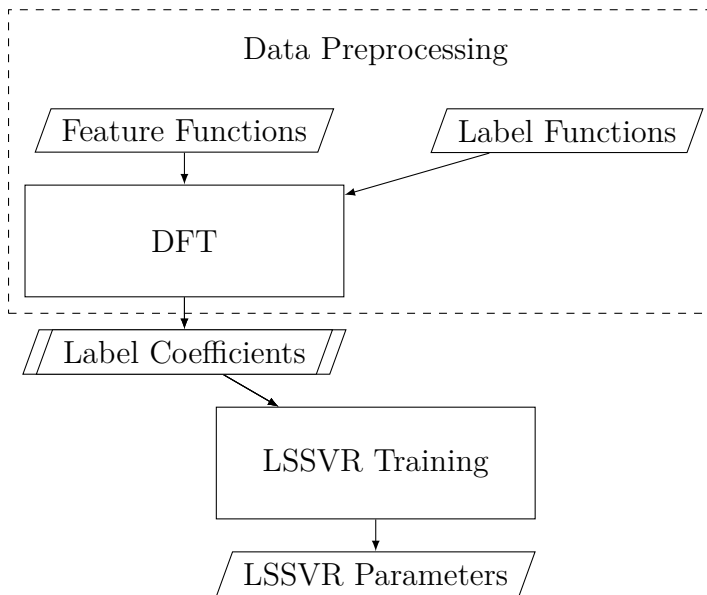 Data Preprocessing
Feature Functions
Label Functions
DFT
Label Coefficients
LSSVR Training
LSSVR Parameters